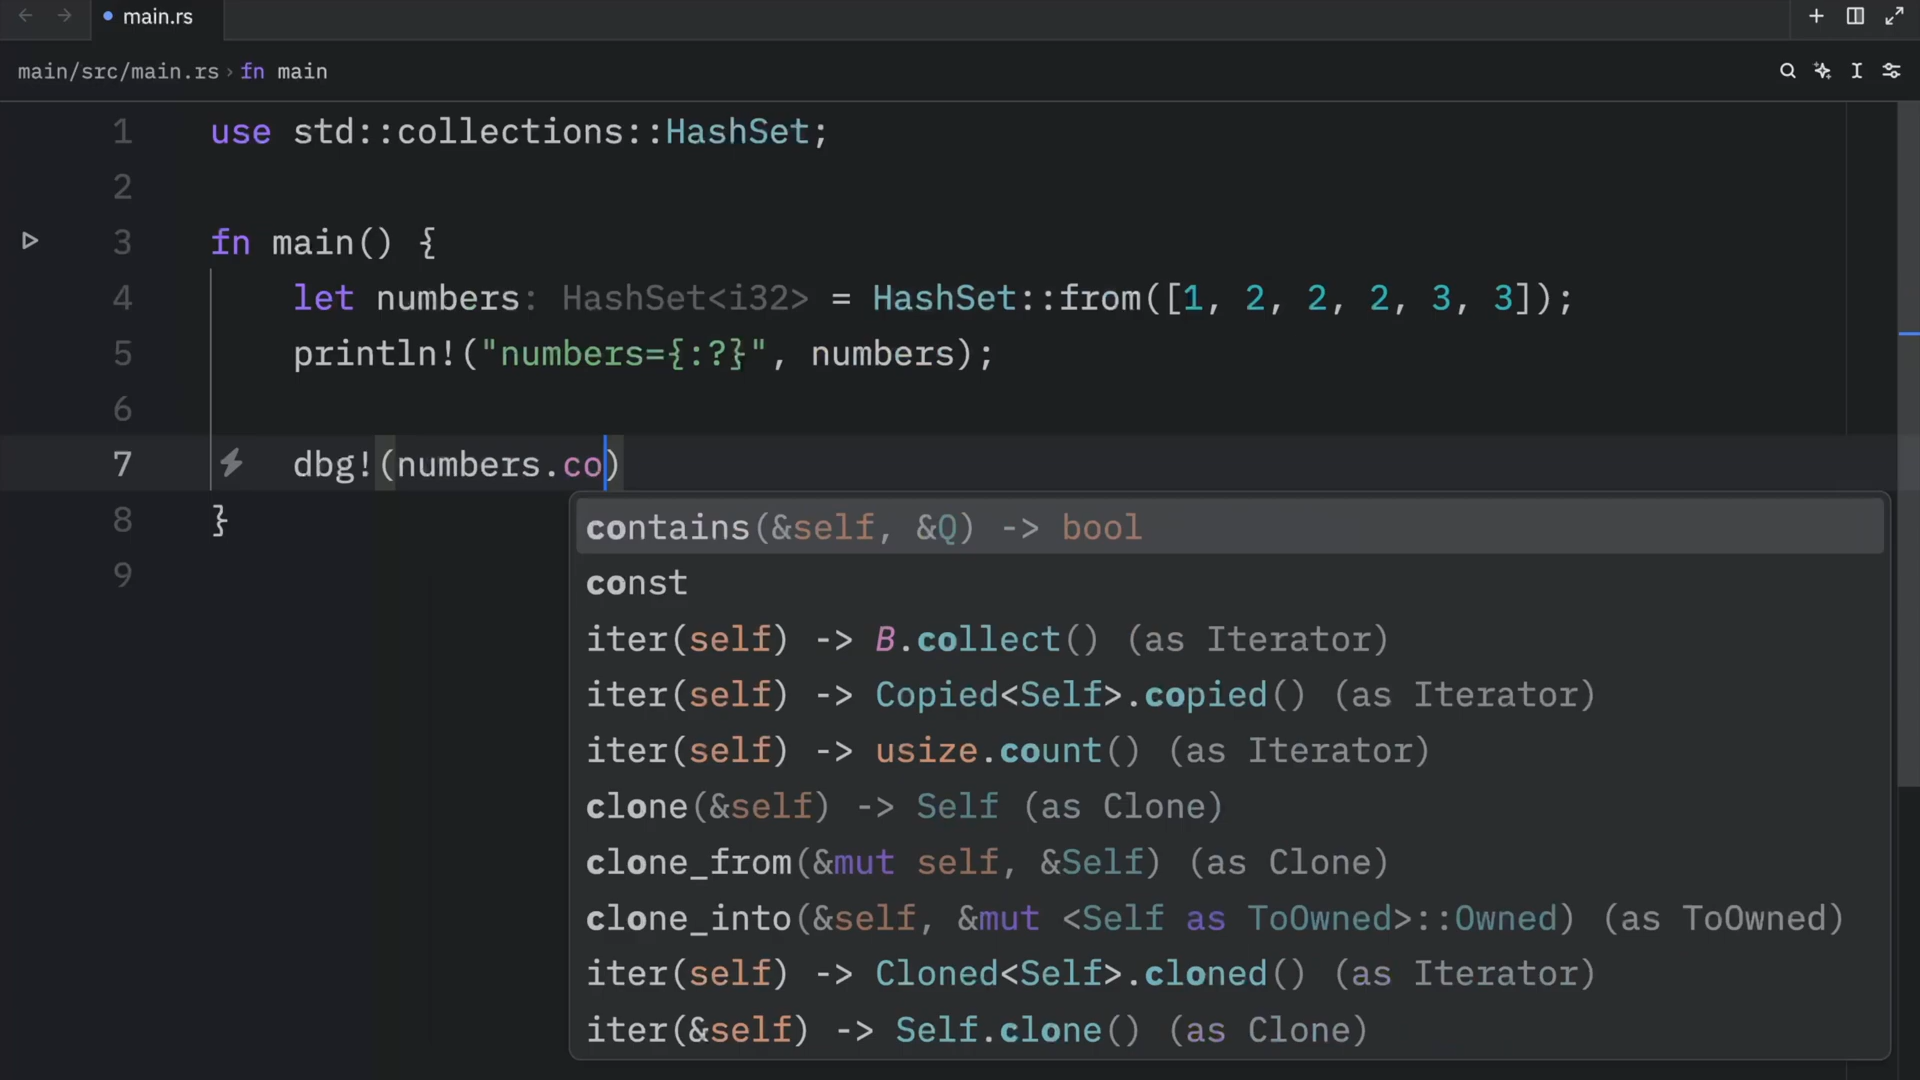 main.rs
main/src/main.rs › fn main
1 use std::collections::HashSet;
2
3 fn main() {
4 let numbers: HashSet<i32> = HashSet::from([1, 2, 2, 2, 3, 3]);
5 println!("numbers={:?}", numbers);
6
7 dbg!(numbers.co)
8 }
9
contains(&self, &Q) -> bool
const
iter(self) -> B.collect() (as Iterator)
iter(self) -> Copied<Self>.copied() (as Iterator)
iter(self) -> usize.count() (as Iterator)
clone(&self) -> Self (as Clone)
clone_from(&mut self, &Self) (as Clone)
clone_into(&self, &mut <Self as ToOwned>::Owned) (as ToOwned)
iter(self) -> Cloned<Self>.cloned() (as Iterator)
iter(&self) -> Self.clone() (as Clone)